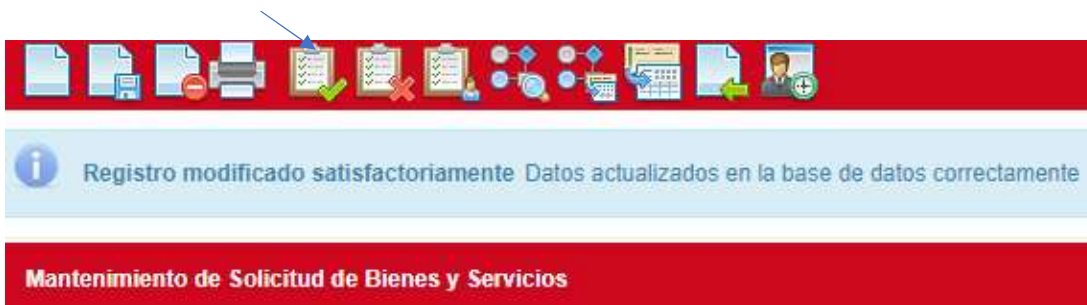 Registro modificado satisfactoriamente Datos actualizados en la base de datos correctamente
Mantenimiento de Solicitud de Bienes y Servicios